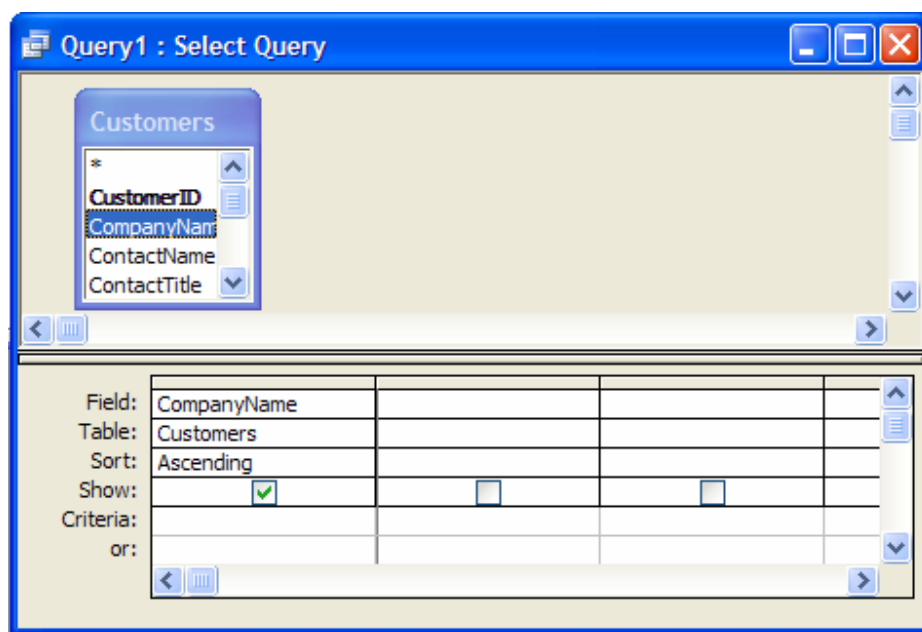 Query1 : Select Query
Customers
*
CustomerID
CompanyNam
ContactName
ContactTitle
Field: CompanyName
Table: Customers
Sort: Ascending
Show:
Criteria:
or: